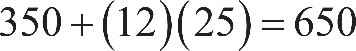 350 + (12)(25) = 650